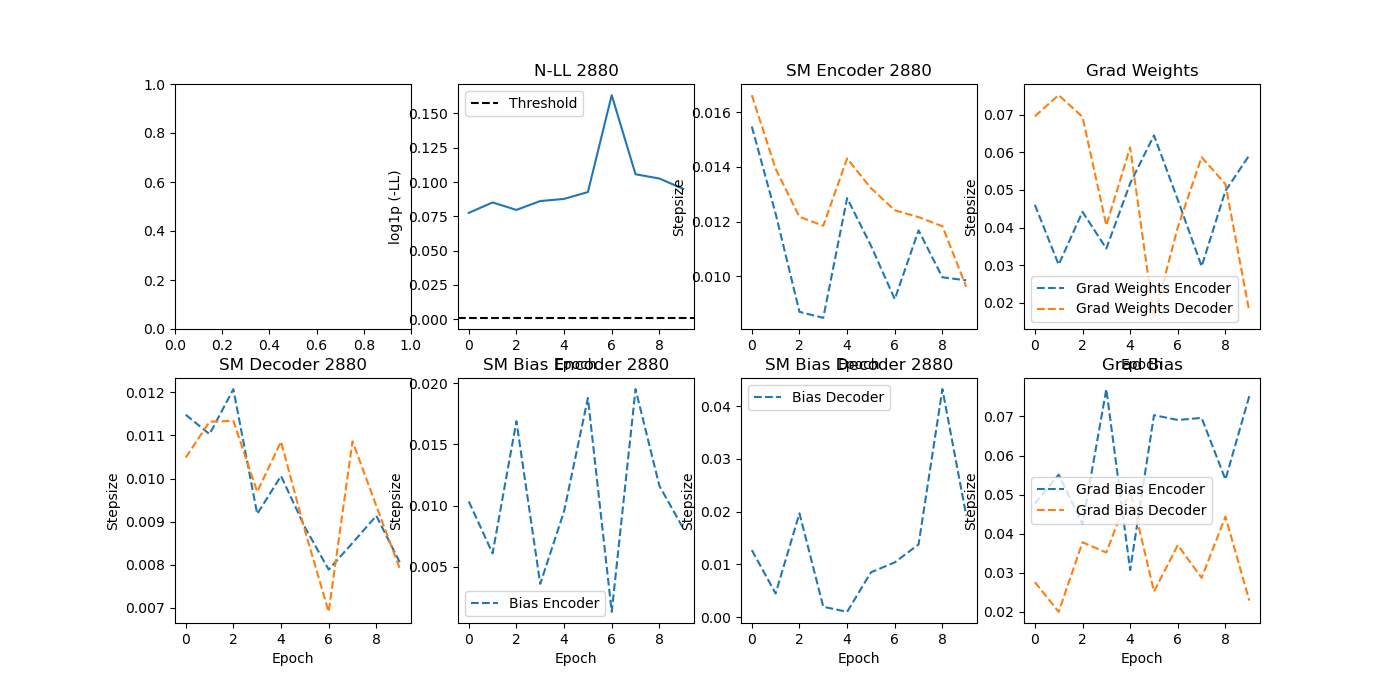 N-LL 2880
SM Encoder 2880
Grad Weights
1.0
0.8
0.6
0.4
0.2
0.0
0.0 0.2 0.4 0.6 0.8 1.0
log1p (-LL)
0.150
0.125
0.100
0.075
0.050
0.025
0.000
Threshold
0 2 4 6 8
Epoch
Stepsize
0.016
0.014
0.012
0.010
0 2 4 6 8
Epoch
Stepsize
0.07
0.06
0.05
0.04
0.03
0.02
Grad Weights Encoder
Grad Weights Decoder
0 2 4 6 8
Epoch
SM Decoder 2880
SM Bias Encoder 2880
SM Bias Decoder 2880
Grad Bias
Stepsize
0.012
0.011
0.010
0.009
0.008
0.007
0 2 4 6 8
Epoch
Stepsize
0.020
0.015
0.010
0.005
Bias Encoder
0 2 4 6 8
Epoch
Stepsize
0.04
0.03
0.02
0.01
0.00
Bias Decoder
0 2 4 6 8
Epoch
Stepsize
0.07
0.06
0.05
0.04
0.03
0.02
Grad Bias Encoder
Grad Bias Decoder
0 2 4 6 8
Epoch